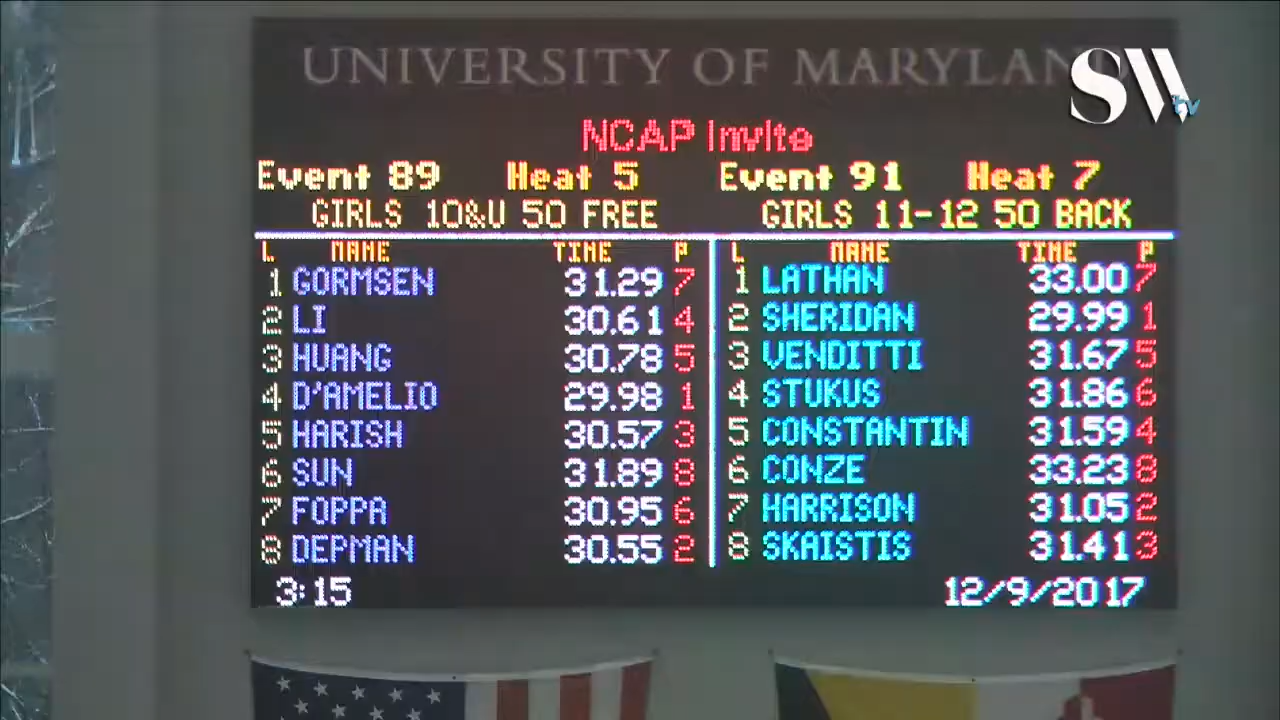 UNIVERSITY OF MARYLAND
SW
tv
NCAP Invite
Event 89 Heat 5 Event 91 Heat 7
GIRLS 10&U 50 FREE GIRLS 11-12 50 BACK
L NAME TIME P L NAME TIME P
1 GORMSEN 31.29 7 1 LATHAN 33.00 7
2 LI 30.61 4 2 SHERIDAN 29.99 1
3 HUANG 30.78 5 3 VENDITTI 31.67 5
4 D'AMELIO 29.98 1 4 STUKUS 31.86 6
5 HARISH 30.57 3 5 CONSTANTIN 31.59 4
6 SUN 31.89 8 6 CONZE 33.23 8
7 FOPPA 30.95 6 7 HARRISON 31.05 2
8 DEPMAN 30.55 2 8 SKAISTIS 31.41 3
3:15 12/9/2017